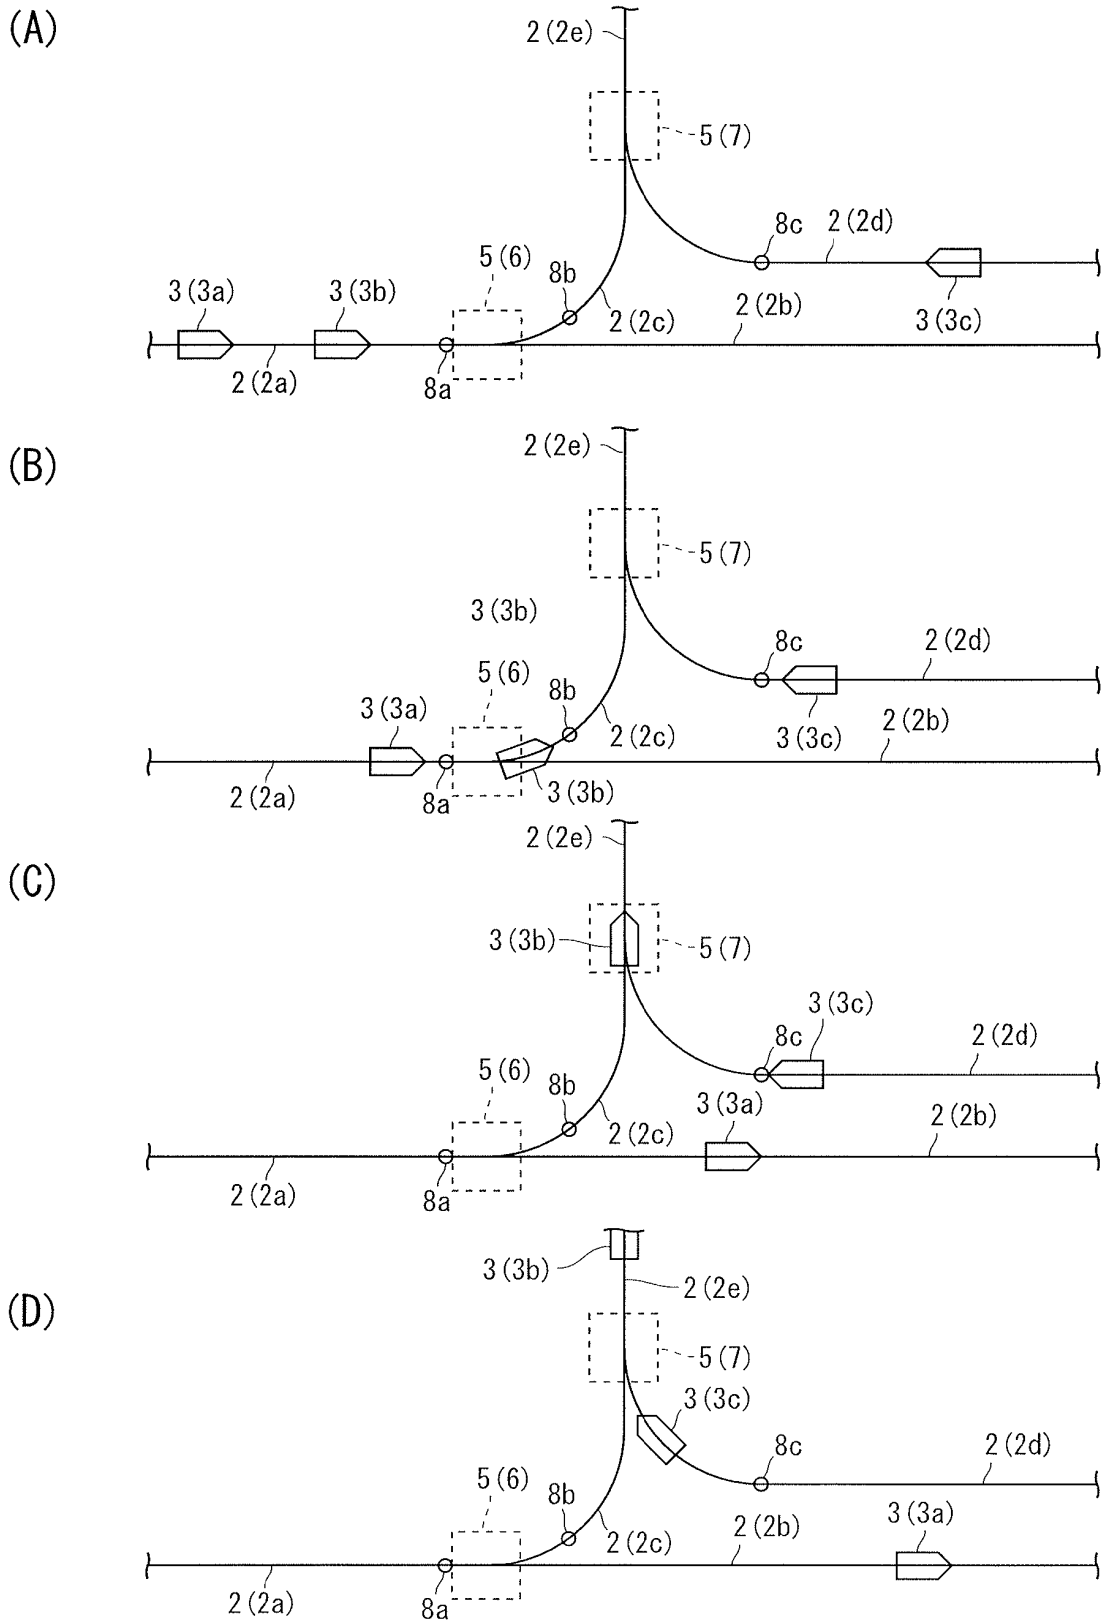 (A)
2 (2e)
5 (7)
8c
2 (2d)
5 (6)
8b
3 (3a)
3 (3b)
2 (2c)
2 (2b)
3 (3c)
2 (2a)
8a
(B)
2 (2e)
5 (7)
3 (3b)
8c
2 (2d)
5 (6)
8b
3 (3a)
2 (2c)
3 (3c)
2 (2b)
2 (2a)
8a
3 (3b)
(C)
2 (2e)
3 (3b)
5 (7)
3 (3c)
8c
2 (2d)
5 (6)
8b
3 (3a)
2 (2c)
2 (2b)
2 (2a)
8a
(D)
3 (3b)
2 (2e)
5 (7)
3 (3c)
8c
2 (2d)
5 (6)
8b
2 (2c)
2 (2b)
3 (3a)
2 (2a)
8a